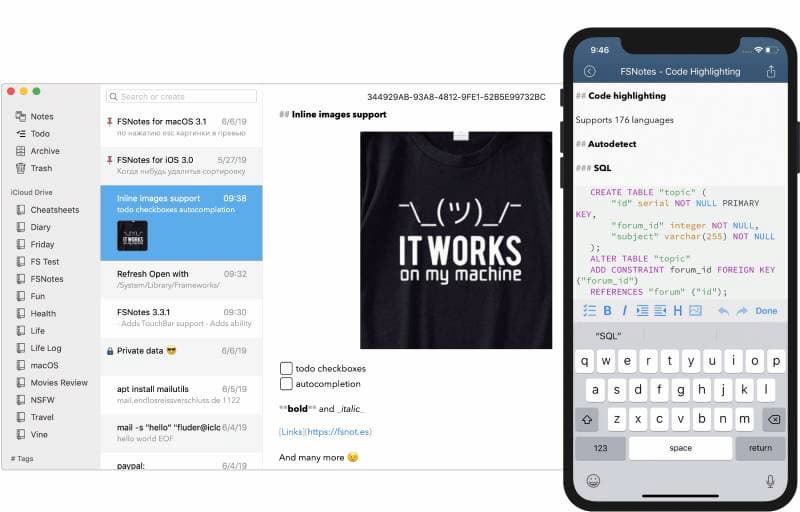 Notes
Todo
Archive
Trash
iCloud Drive
Cheatsheets
Diary
Friday
FS Test
FSNotes
Fun
Health
Life
Life Log
macOS
Movies Review
NSFW
Travel
Vine
# Tags
Search or create
FSNotes for macOS 3.1 6/6/19
по нажатию esc картинки в превью
FSNotes for iOS 3.0 5/27/19
Когда нибудь удалить сортировку
Inline images support 09:38
todo checkboxes autocompletion
IT WORKS
Refresh Open with 09:32
/System/Library/Frameworks/
FSNotes 3.3.1 09:30
- Adds TouchBar support - Adds ability
Private data 😎 6/6/19
apt install mailutils 6/5/19
mail.endlosreissverschluss.de 1122
mail -s "hello" "fluder@iclc 6/4/19
hello world EOF
paypal: 6/4/19
344929AB-93A8-4812-9FE1-52B5E99732BC
## Inline images support
¯\_(ツ)_/¯
IT WORKS
on my machine
todo checkboxes
autocompletion
**bold** and _italic_
[Links](https://fsnot.es)
And many more 😉
9:46
FSNotes - Code Highlighting
## Code highlighting
Supports 176 languages
## Autodetect
### SQL
CREATE TABLE "topic" (
"id" serial NOT NULL PRIMARY
KEY,
"forum_id" integer NOT NULL,
"subject" varchar(255) NOT NULL
);
ALTER TABLE "topic"
ADD CONSTRAINT forum_id FOREIGN KEY
("forum_id")
REFERENCES "forum" ("id");
B I H Done
“SQL”
q w e r t y u i o p
a s d f g h j k l
z x c v b n m
123 space return